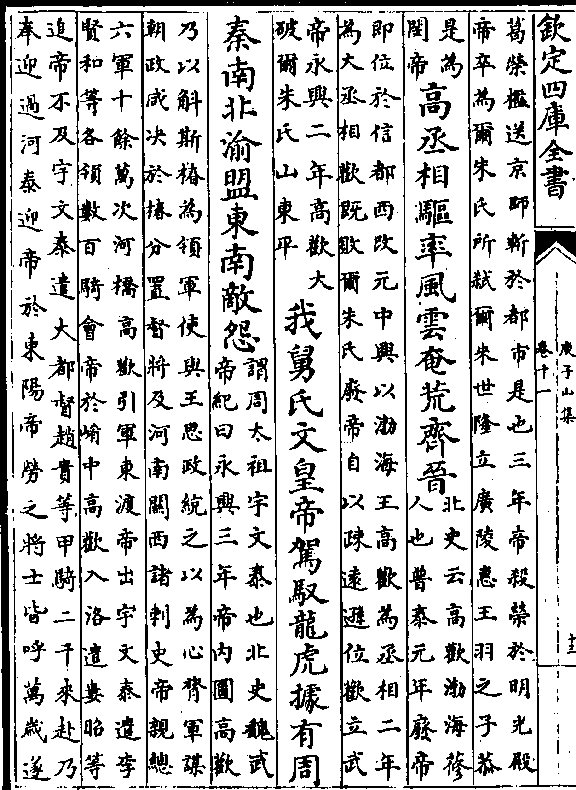 欽定四庫全書
庾子山集
卷十一
十三
葛榮檻送京師斬於都市是也三年帝殺榮於明光殿
帝卒為爾朱氏所弒爾朱世隆立廣陵惠王羽之子恭
是為
閔帝
高丞相驅率風雲奄荒齊晉
北史云高歡渤海蓨
人也普泰元年廢帝
即位於信都西改元中興以渤海王高歡為丞相二年
為大丞相歡既敗爾朱氏廢帝自以疎遠遜位歡立武
帝永興二年高歡大
破爾朱氏山東平
我舅氏文皇帝駕馭龍虎據有周
秦南北渝盟東南敵怨
謂周太祖宇文泰也北史魏武
帝紀曰永興三年帝内圖高歡
乃以斛斯椿為領軍使與王思政統之以為心膂軍謀
朝政咸决於椿分置督將及河南關西諸刺史帝親總
六軍十餘萬次河橋高歡引軍東渡帝出宇文泰遣李
賢和等各領數百騎會帝於崤中高歡入洛遣婁昭等
追帝不及宇文泰遣大都督趙貴等甲騎二千來赴乃
奉迎過河泰迎帝於東陽帝勞之將士皆呼萬歲遂